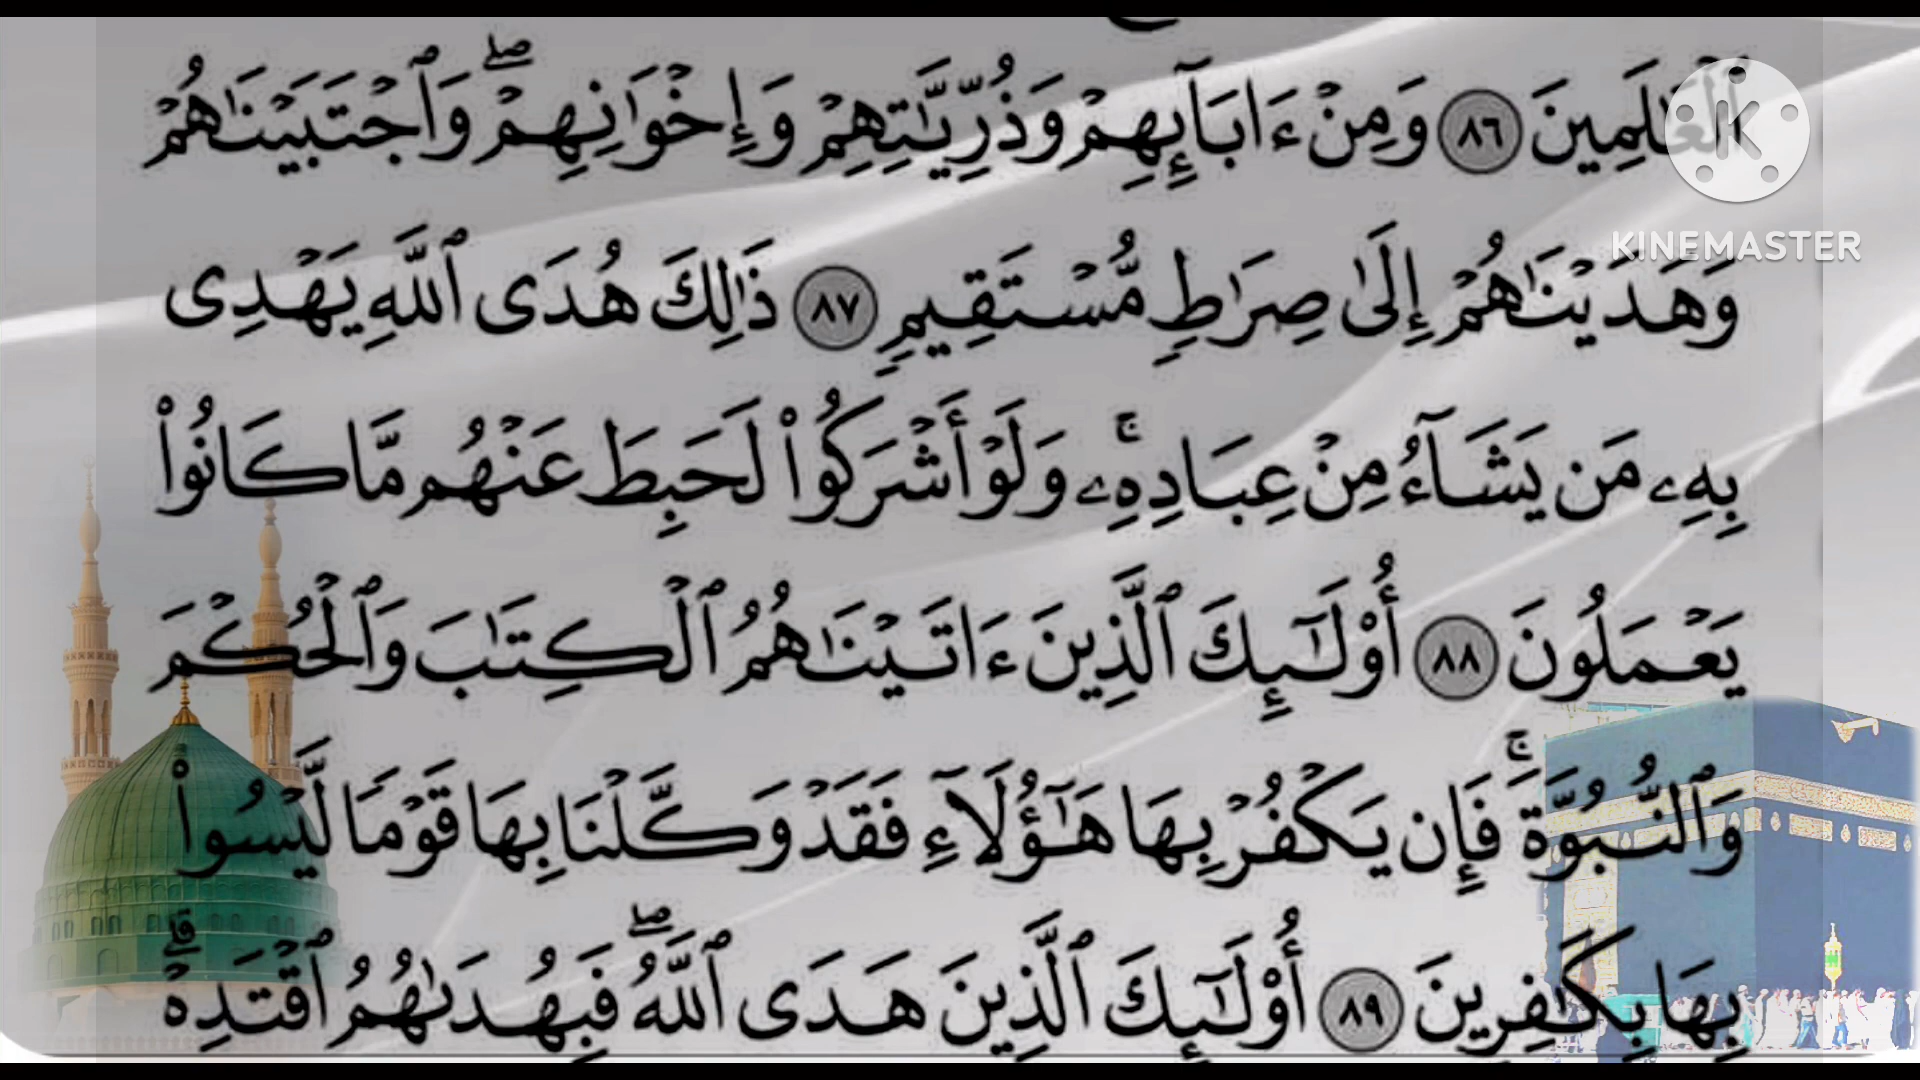 ٱلۡعَٰلَمِينَ ٨٦ وَمِنۡ ءَابَآئِهِمۡ وَذُرِّيَّٰتِهِمۡ وَإِخۡوَٰنِهِمۡۖ وَٱجۡتَبَيۡنَٰهُمۡ
KINEMASTER
وَهَدَيۡنَٰهُمۡ إِلَىٰ صِرَٰطٖ مُّسۡتَقِيمٖ ٨٧ ذَٰلِكَ هُدَى ٱللَّهِ يَهۡدِي
بِهِۦ مَن يَشَآءُ مِنۡ عِبَادِهِۦۚ وَلَوۡ أَشۡرَكُواْ لَحَبِطَ عَنۡهُم مَّا كَانُواْ
يَعۡمَلُونَ ٨٨ أُوْلَٰٓئِكَ ٱلَّذِينَ ءَاتَيۡنَٰهُمُ ٱلۡكِتَٰبَ وَٱلۡحُكۡمَ
وَٱلنُّبُوَّةَۚ فَإِن يَكۡفُرۡ بِهَا هَٰٓؤُلَآءِ فَقَدۡ وَكَّلۡنَا بِهَا قَوۡمٗا لَّيۡسُواْ
بِهَا بِكَٰفِرِينَ ٨٩ أُوْلَٰٓئِكَ ٱلَّذِينَ هَدَى ٱللَّهُۖ فَبِهُدَىٰهُمُ ٱقۡتَدِهۡۗ